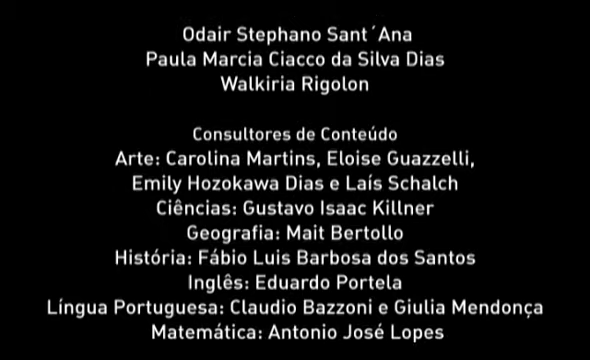 Odair Stephano Sant´Ana
Paula Marcia Ciacco da Silva Dias
Walkiria Rigolon
Consultores de Conteúdo
Arte: Carolina Martins, Eloise Guazzelli,
Emily Hozokawa Dias e Laís Schalch
Ciências: Gustavo Isaac Killner
Geografia: Mait Bertollo
História: Fábio Luis Barbosa dos Santos
Inglês: Eduardo Portela
Língua Portuguesa: Claudio Bazzoni e Giulia Mendonça
Matemática: Antonio José Lopes